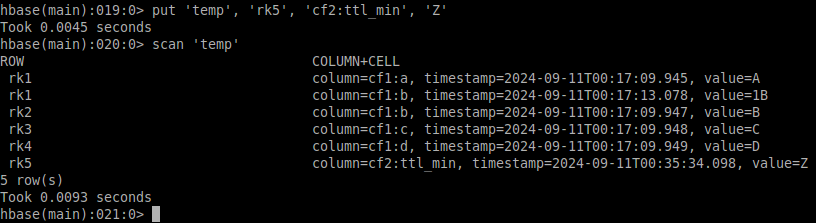 hbase(main):019:0> put 'temp', 'rk5', 'cf2:ttl_min', 'Z'
Took 0.0045 seconds
hbase(main):020:0> scan 'temp'
ROW COLUMN+CELL
rk1 column=cf1:a, timestamp=2024-09-11T00:17:09.945, value=A
rk1 column=cf1:b, timestamp=2024-09-11T00:17:13.078, value=1B
rk2 column=cf1:b, timestamp=2024-09-11T00:17:09.947, value=B
rk3 column=cf1:c, timestamp=2024-09-11T00:17:09.948, value=C
rk4 column=cf1:d, timestamp=2024-09-11T00:17:09.949, value=D
rk5 column=cf2:ttl_min, timestamp=2024-09-11T00:35:34.098, value=Z
5 row(s)
Took 0.0093 seconds
hbase(main):021:0>